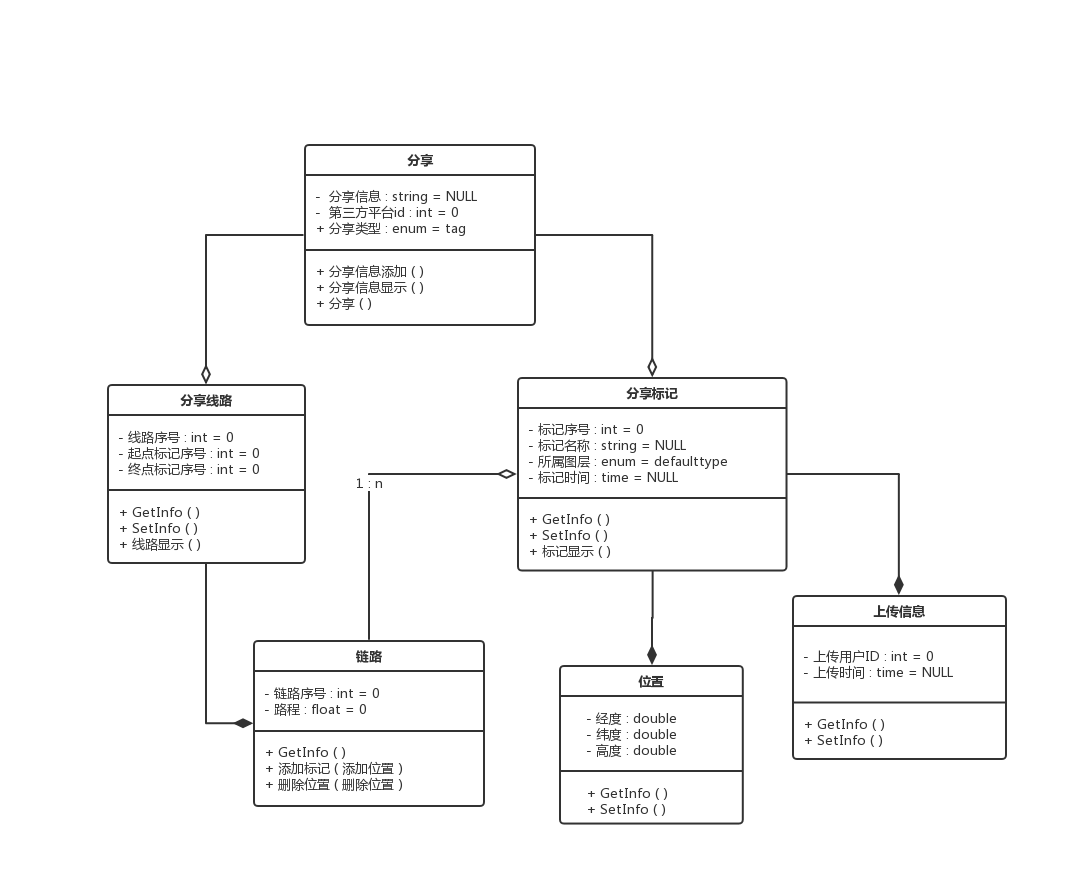 分享
- 分享信息 : string = NULL
- 第三方平台id : int = 0
+ 分享类型 : enum = tag
+ 分享信息添加 ( )
+ 分享信息显示 ( )
+ 分享 ( )
分享线路
- 线路序号 : int = 0
- 起点标记序号 : int = 0
- 终点标记序号 : int = 0
+ GetInfo ( )
+ SetInfo ( )
+ 线路显示 ( )
分享标记
- 标记序号 : int = 0
- 标记名称 : string = NULL
- 所属图层 : enum = defaulttype
- 标记时间 : time = NULL
+ GetInfo ( )
+ SetInfo ( )
+ 标记显示 ( )
1 : n
链路
- 链路序号 : int = 0
- 路程 : float = 0
+ GetInfo ( )
+ 添加标记 ( 添加位置 )
+ 删除位置 ( 删除位置 )
位置
- 经度 : double
- 纬度 : double
- 高度 : double
+ GetInfo ( )
+ SetInfo ( )
上传信息
- 上传用户ID : int = 0
- 上传时间 : time = NULL
+ GetInfo ( )
+ SetInfo ( )